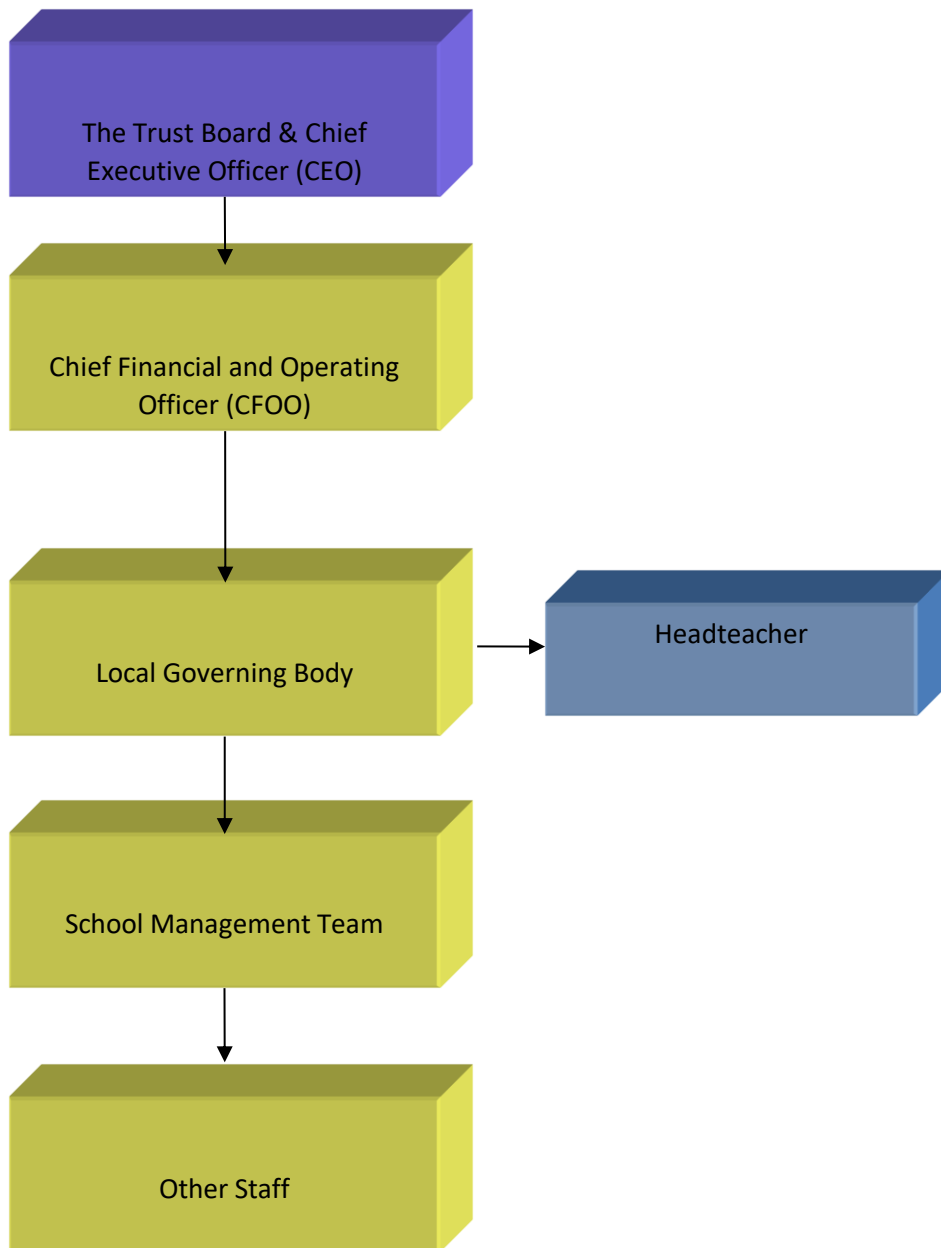 The Trust Board & Chief
Executive Officer (CEO)
Chief Financial and Operating
Officer (CFOO)
Local Governing Body
Headteacher
School Management Team
Other Staff